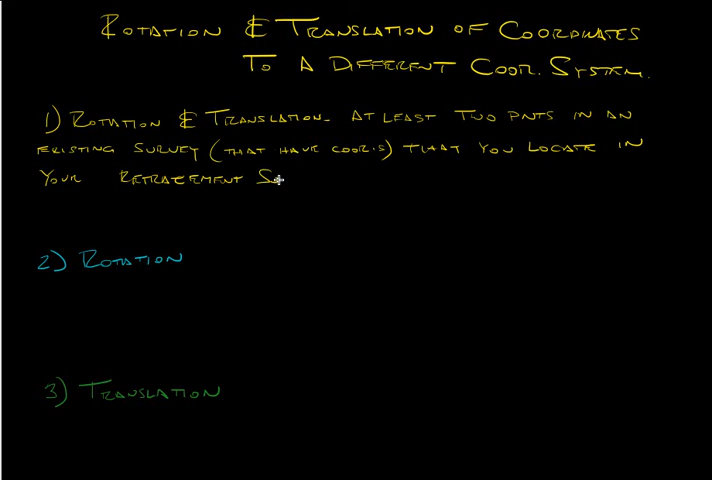 ROTATION & TRANSLATION OF COORDINATES
TO A DIFFERENT COOR. SYSTEM.
1) ROTATION & TRANSLATION- AT LEAST TWO PNTS IN AN
EXISTING SURVEY (THAT HAVE COOR.S) THAT YOU LOCATE IN
YOUR RETRACEMENT S
2) ROTATION
3) TRANSLATION